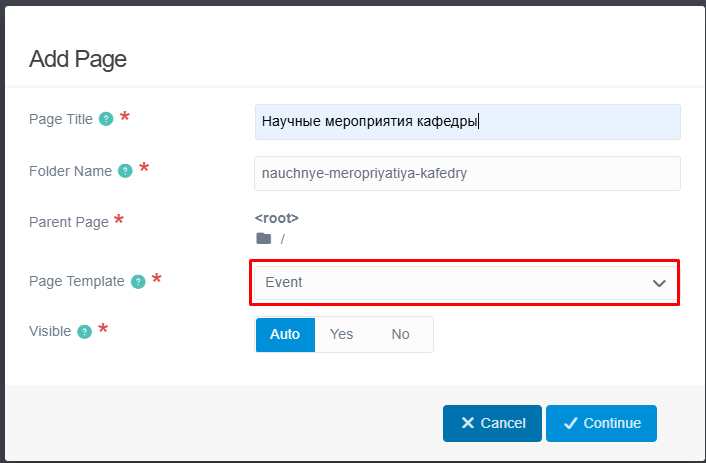 Add Page
Page Title ? *
Научные мероприятия кафедры
Folder Name ? *
nauchnye-meropriyatiya-kafedry
Parent Page *
<root>
/
Page Template ? *
Event
Visible ? *
Auto Yes No
Cancel Continue